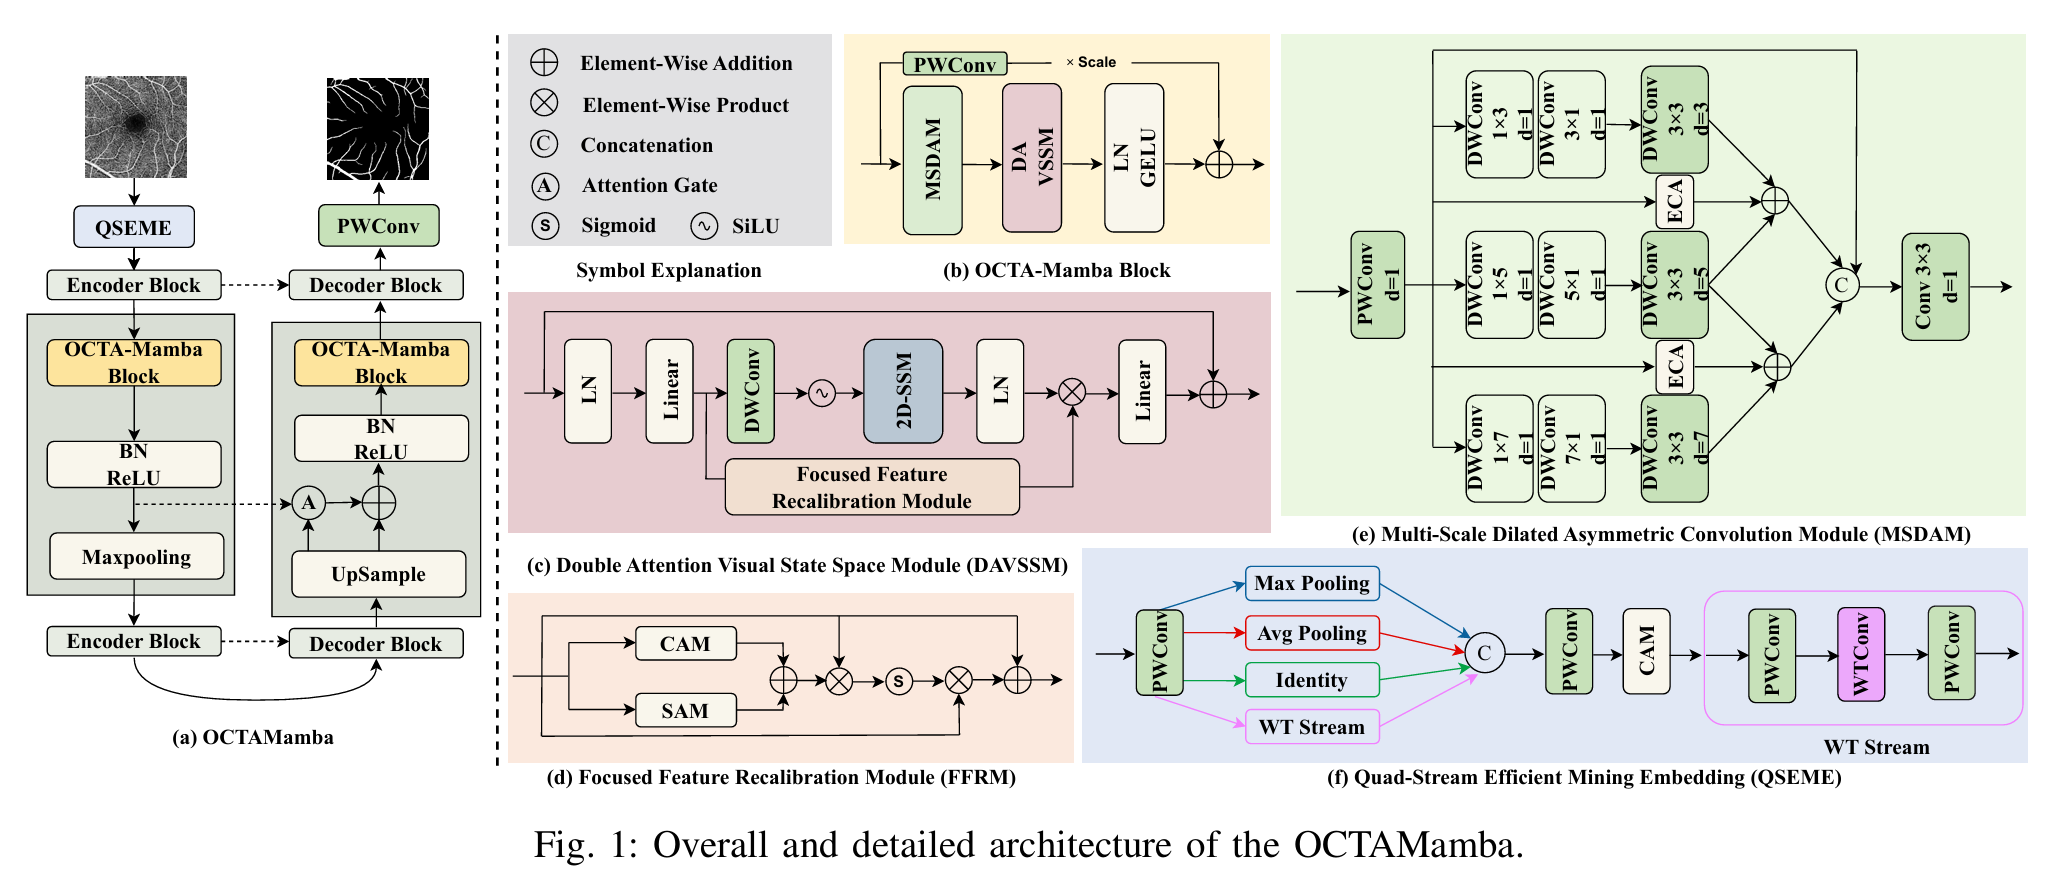 QSEME
Encoder Block
OCTA-Mamba
Block
BN
ReLU
Maxpooling
Encoder Block
PWConv
Decoder Block
OCTA-Mamba
Block
BN
ReLU
A
UpSample
Decoder Block
(a) OCTAMamba
Element-Wise Addition
Element-Wise Product
C Concatenation
A Attention Gate
S Sigmoid
SiLU
Symbol Explanation
PWConv
× Scale
MSDAM
DA
VSSM
LN
GELU
(b) OCTA-Mamba Block
LN
Linear
DWConv
2D-SSM
LN
Linear
Focused Feature
Recalibration Module
(c) Double Attention Visual State Space Module (DAVSSM)
CAM
SAM
S
(d) Focused Feature Recalibration Module (FFRM)
PWConv
d=1
DWConv
1×3
d=1
DWConv
3×1
d=1
DWConv
3×3
d=3
ECA
DWConv
1×5
d=1
DWConv
5×1
d=1
DWConv
3×3
d=5
ECA
DWConv
1×7
d=1
DWConv
7×1
d=1
DWConv
3×3
d=7
C
Conv 3×3
d=1
(e) Multi-Scale Dilated Asymmetric Convolution Module (MSDAM)
PWConv
Max Pooling
Avg Pooling
Identity
WT Stream
C
PWConv
CAM
PWConv
WTConv
PWConv
WT Stream
(f) Quad-Stream Efficient Mining Embedding (QSEME)
Fig. 1: Overall and detailed architecture of the OCTAMamba.